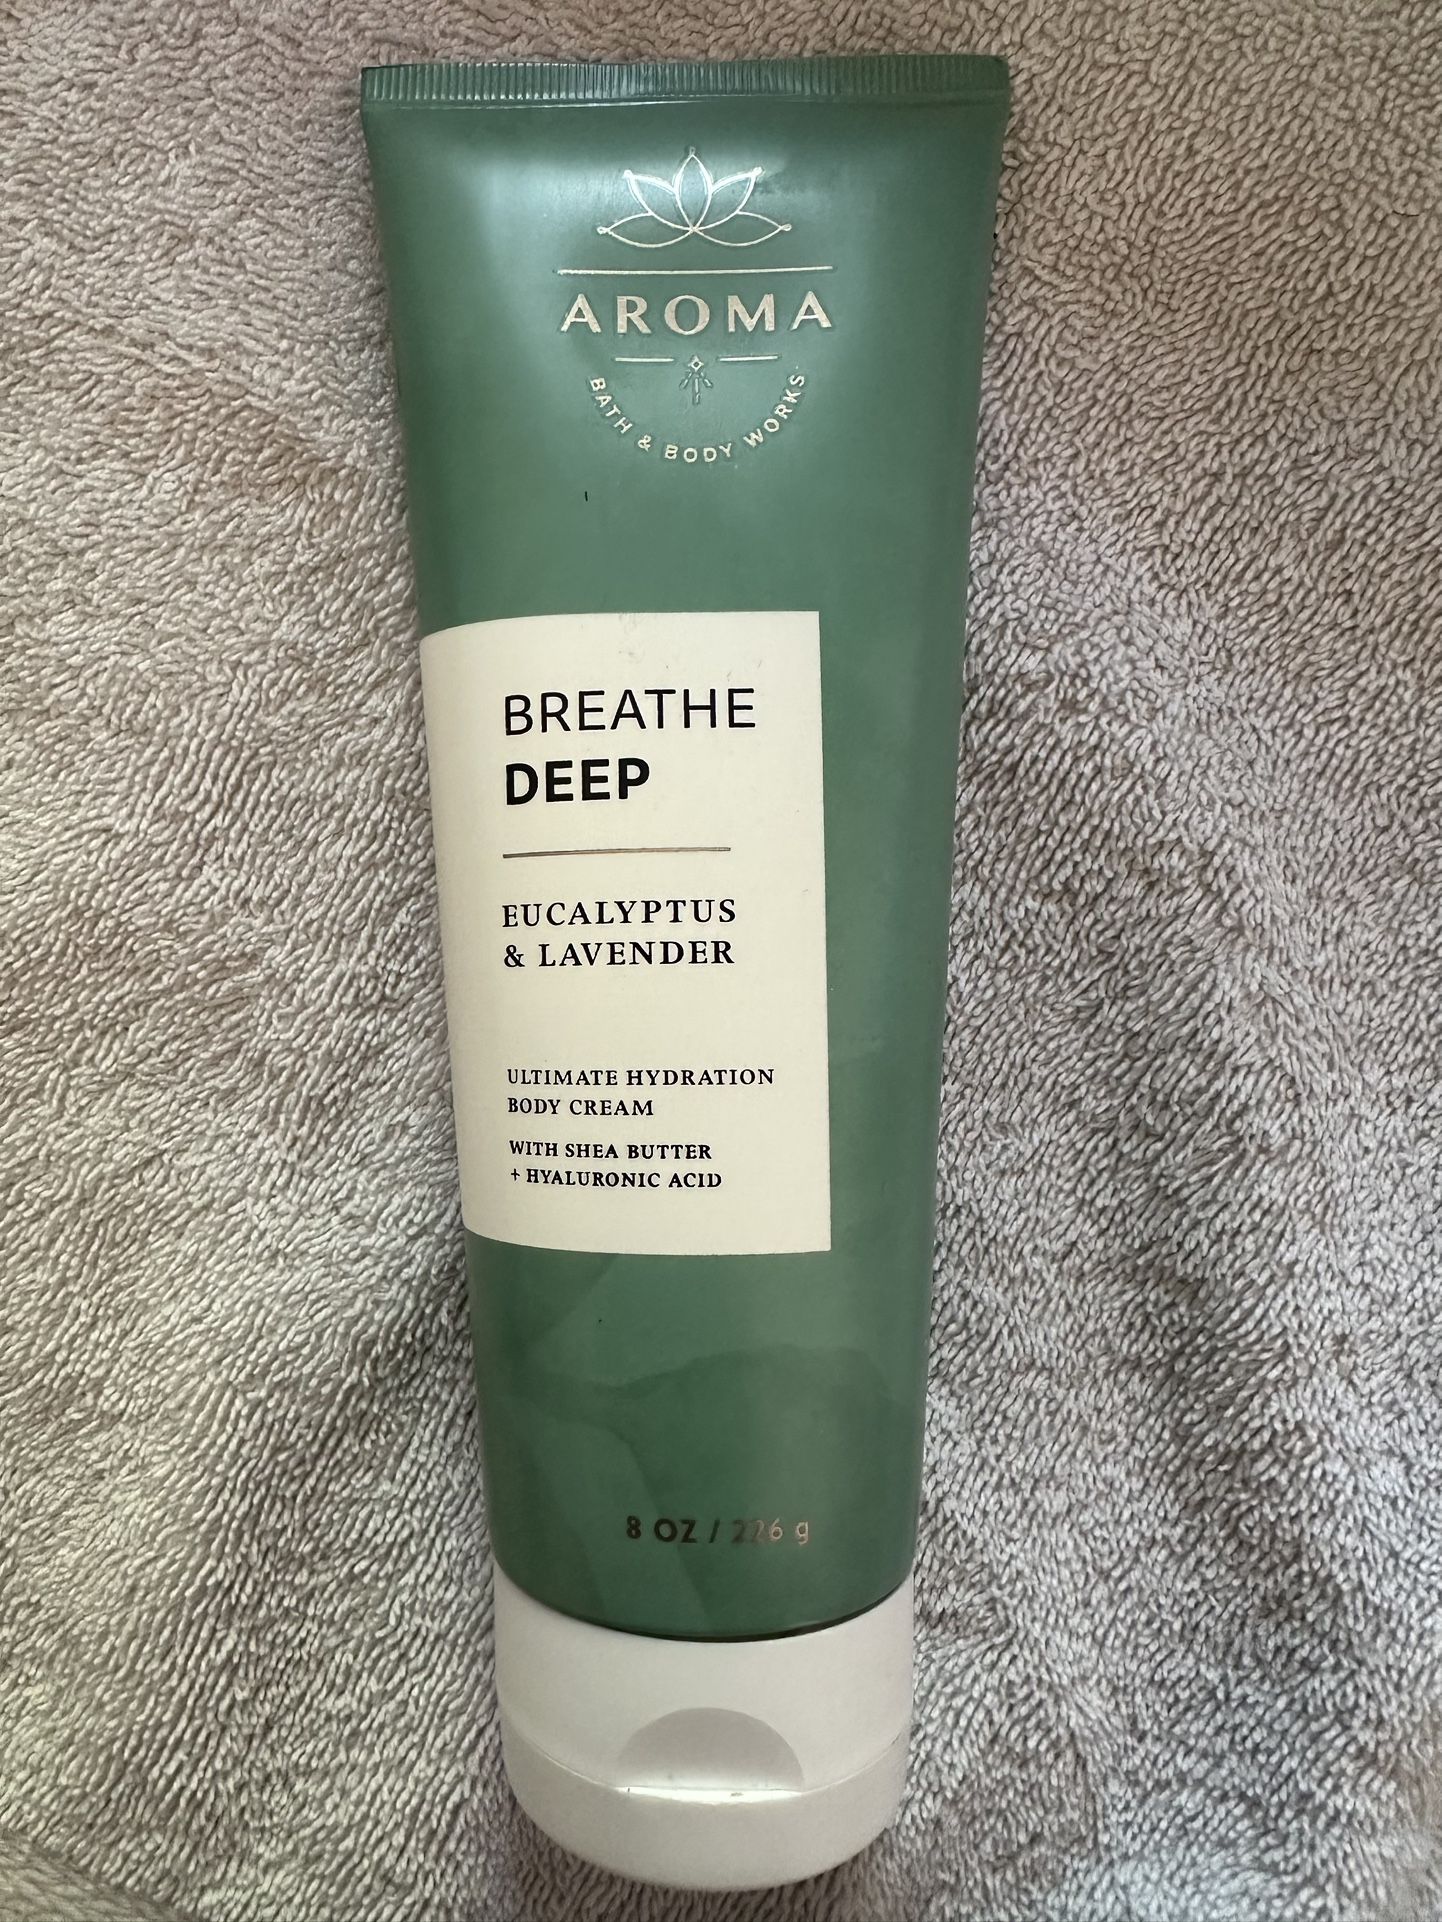 AROMA
BATH & BODY WORKS
BREATHE
DEEP
EUCALYPTUS
& LAVENDER
ULTIMATE HYDRATION
BODY CREAM
WITH SHEA BUTTER
+ HYALURONIC ACID
8 OZ / 226 g